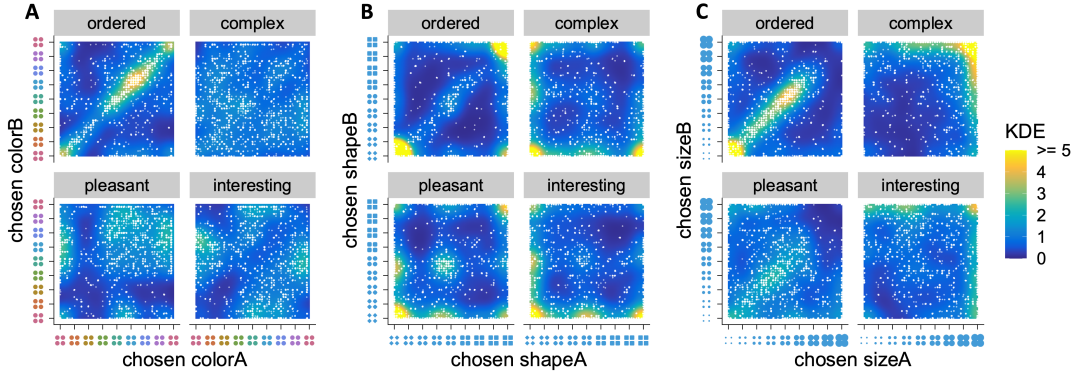 A
B
C
ordered
complex
ordered
complex
ordered
complex
chosen colorB
chosen shapeB
chosen sizeB
KDE
>= 5
4
3
2
1
0
pleasant
interesting
pleasant
interesting
pleasant
interesting
chosen colorA
chosen shapeA
chosen sizeA